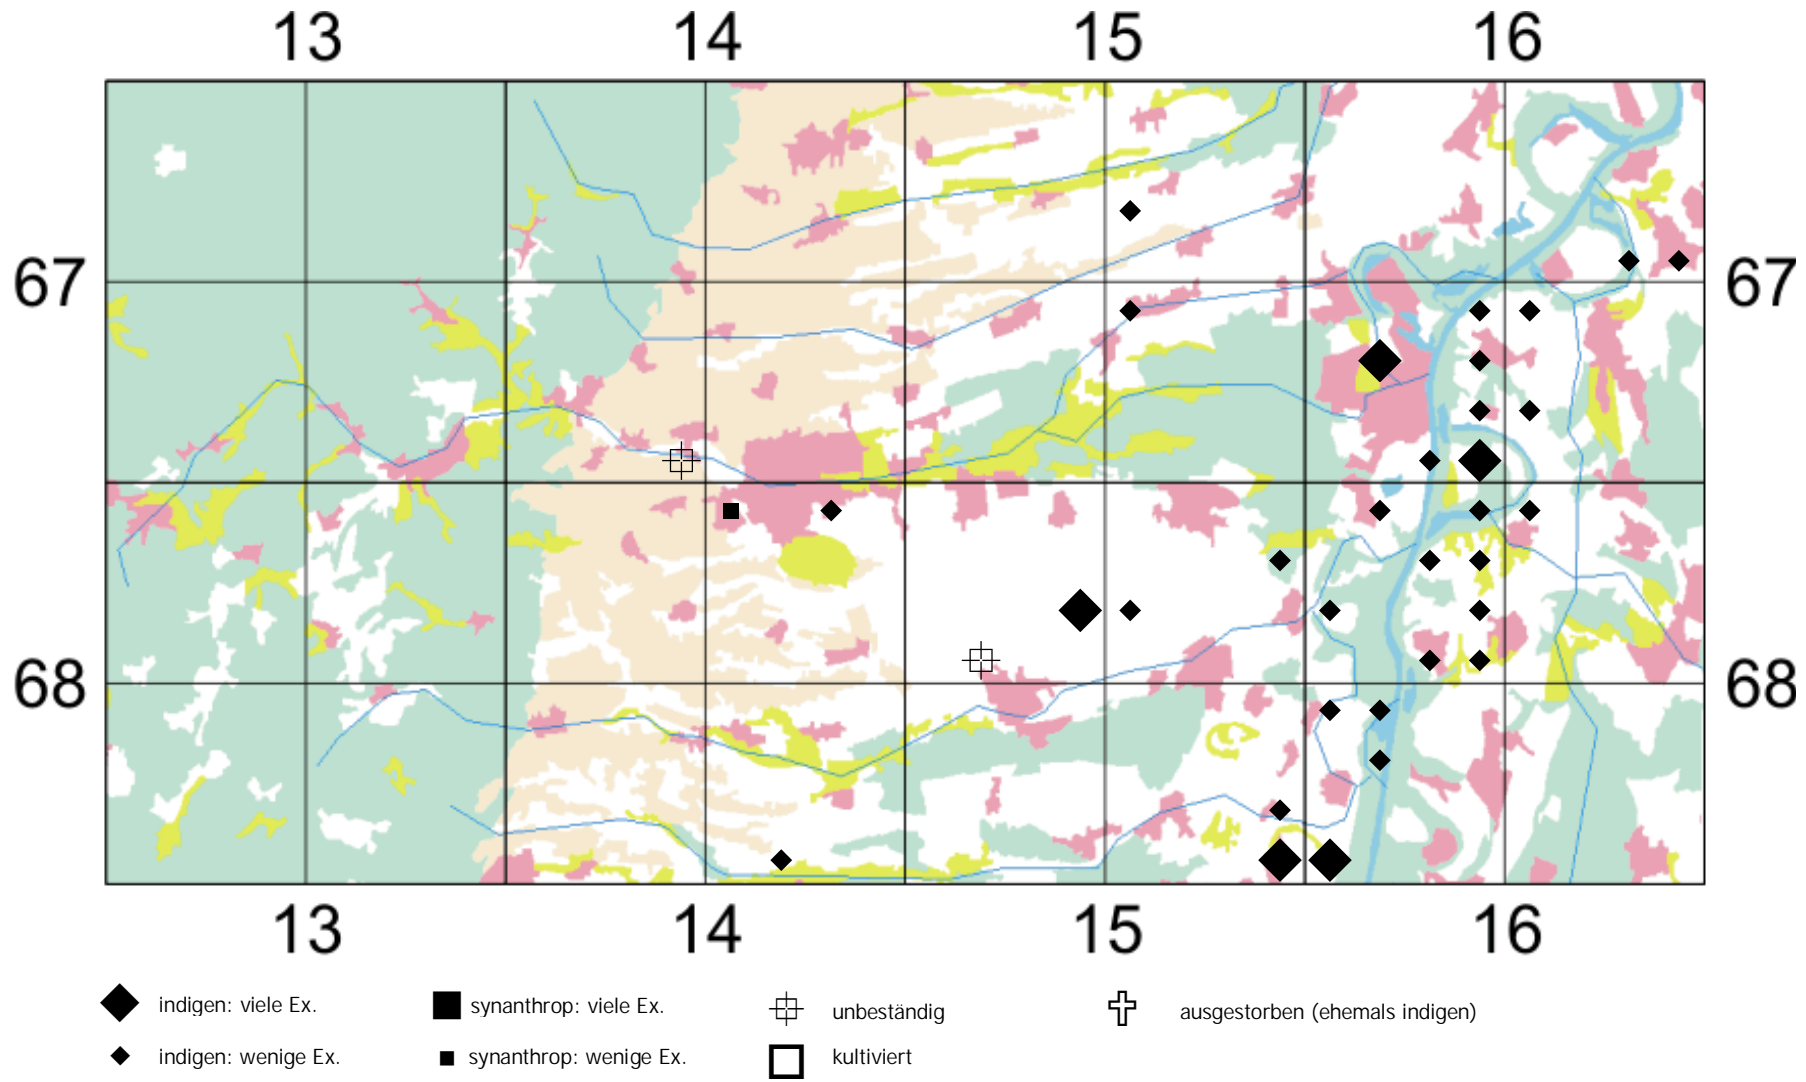 13 14 15 16
67 67
68 68
13 14 15 16
indigen: viele Ex. synanthrop: viele Ex. unbeständig ausgestorben (ehemals indigen)
indigen: wenige Ex. synanthrop: wenige Ex. kultiviert